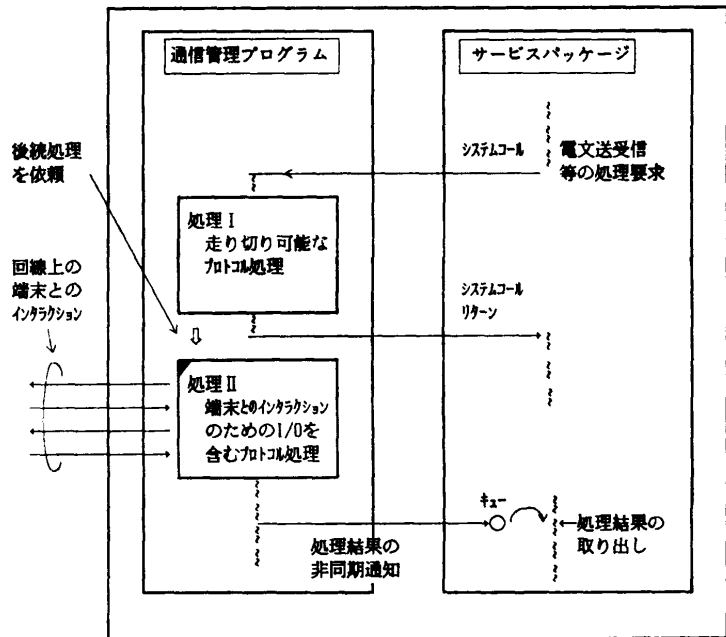 通信管理プログラム
サービスパッケージ
後続処理
を依頼
システムコール
電文送受信
等の処理要求
処理Ⅰ
走り切り可能な
プロトコル処理
回線上の
端末との
インタラクション
システムコール
リターン
処理Ⅱ
端末とのインタラクション
のためのI/Oを
含むプロトコル処理
キュー
処理結果の
取り出し
処理結果の
非同期通知